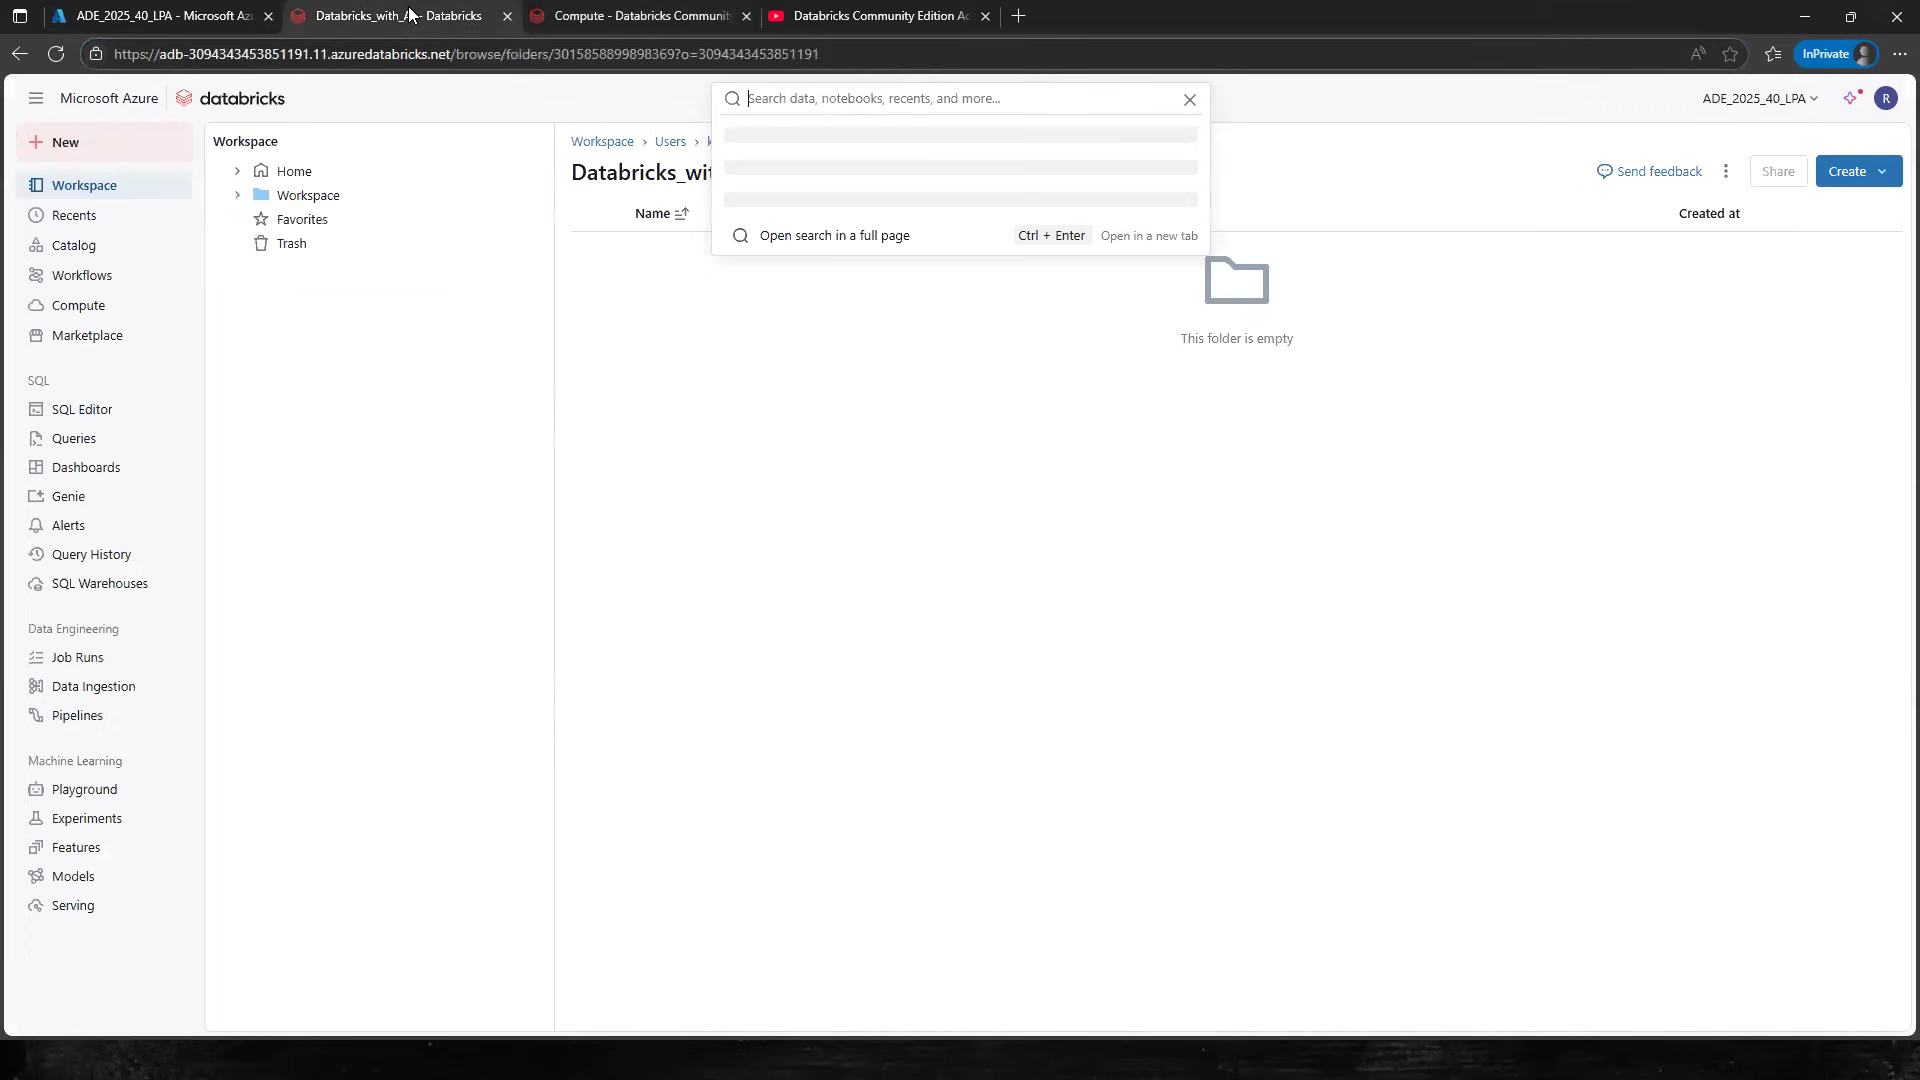 ADE_2025_40_LPA - Microsoft Az
Databricks_with_A - Databricks
Compute - Databricks Communit
Databricks Community Edition Ac
https://adb-3094343453851191.11.azuredatabricks.net/browse/folders/3015858899898369?o=3094343453851191
InPrivate
Microsoft Azure
databricks
Search data, notebooks, recents, and more...
ADE_2025_40_LPA
R
New
Workspace
Recents
Catalog
Workflows
Compute
Marketplace
SQL
SQL Editor
Queries
Dashboards
Genie
Alerts
Query History
SQL Warehouses
Data Engineering
Job Runs
Data Ingestion
Pipelines
Machine Learning
Playground
Experiments
Features
Models
Serving
Workspace
Home
Workspace
Favorites
Trash
Workspace > Users >
Databricks_wit
Send feedback
Share
Create
Name
Created at
Open search in a full page
Ctrl + Enter
Open in a new tab
This folder is empty